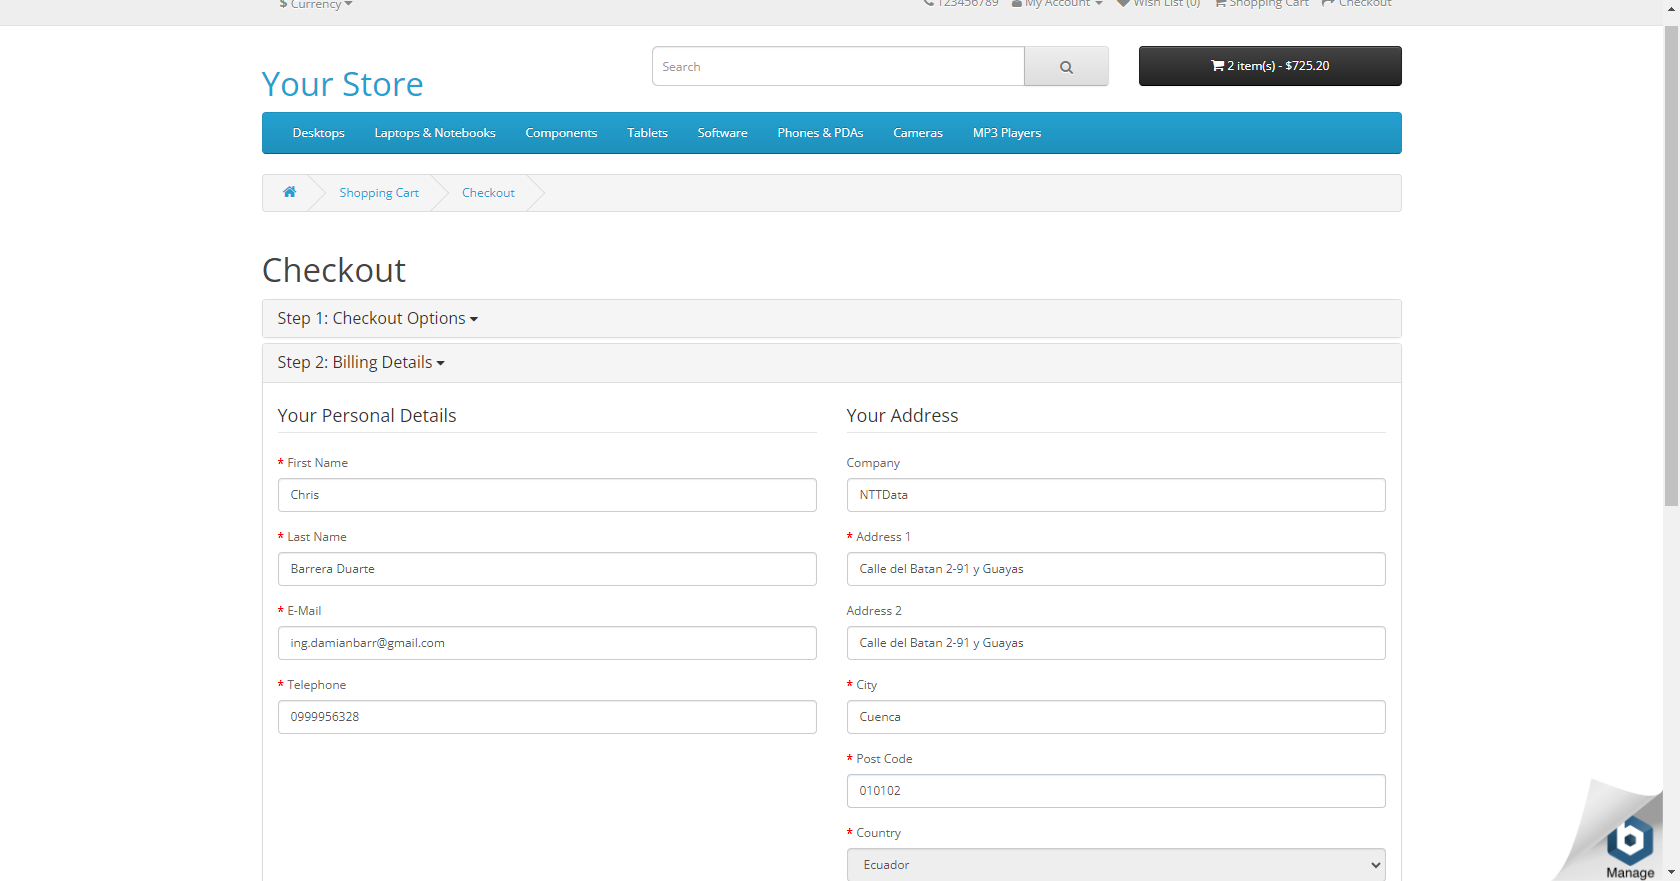 $ Currency
123456789 My Account Wish List (0) Shopping Cart Checkout
Your Store
Search
2 item(s) - $725.20
Desktops Laptops & Notebooks Components Tablets Software Phones & PDAs Cameras MP3 Players
Shopping Cart Checkout
Checkout
Step 1: Checkout Options
Step 2: Billing Details
Your Personal Details
* First Name
Chris
* Last Name
Barrera Duarte
* E-Mail
ing.damianbarr@gmail.com
* Telephone
0999956328
Your Address
Company
NTTData
* Address 1
Calle del Batan 2-91 y Guayas
Address 2
Calle del Batan 2-91 y Guayas
* City
Cuenca
* Post Code
010102
* Country
Ecuador
Manage